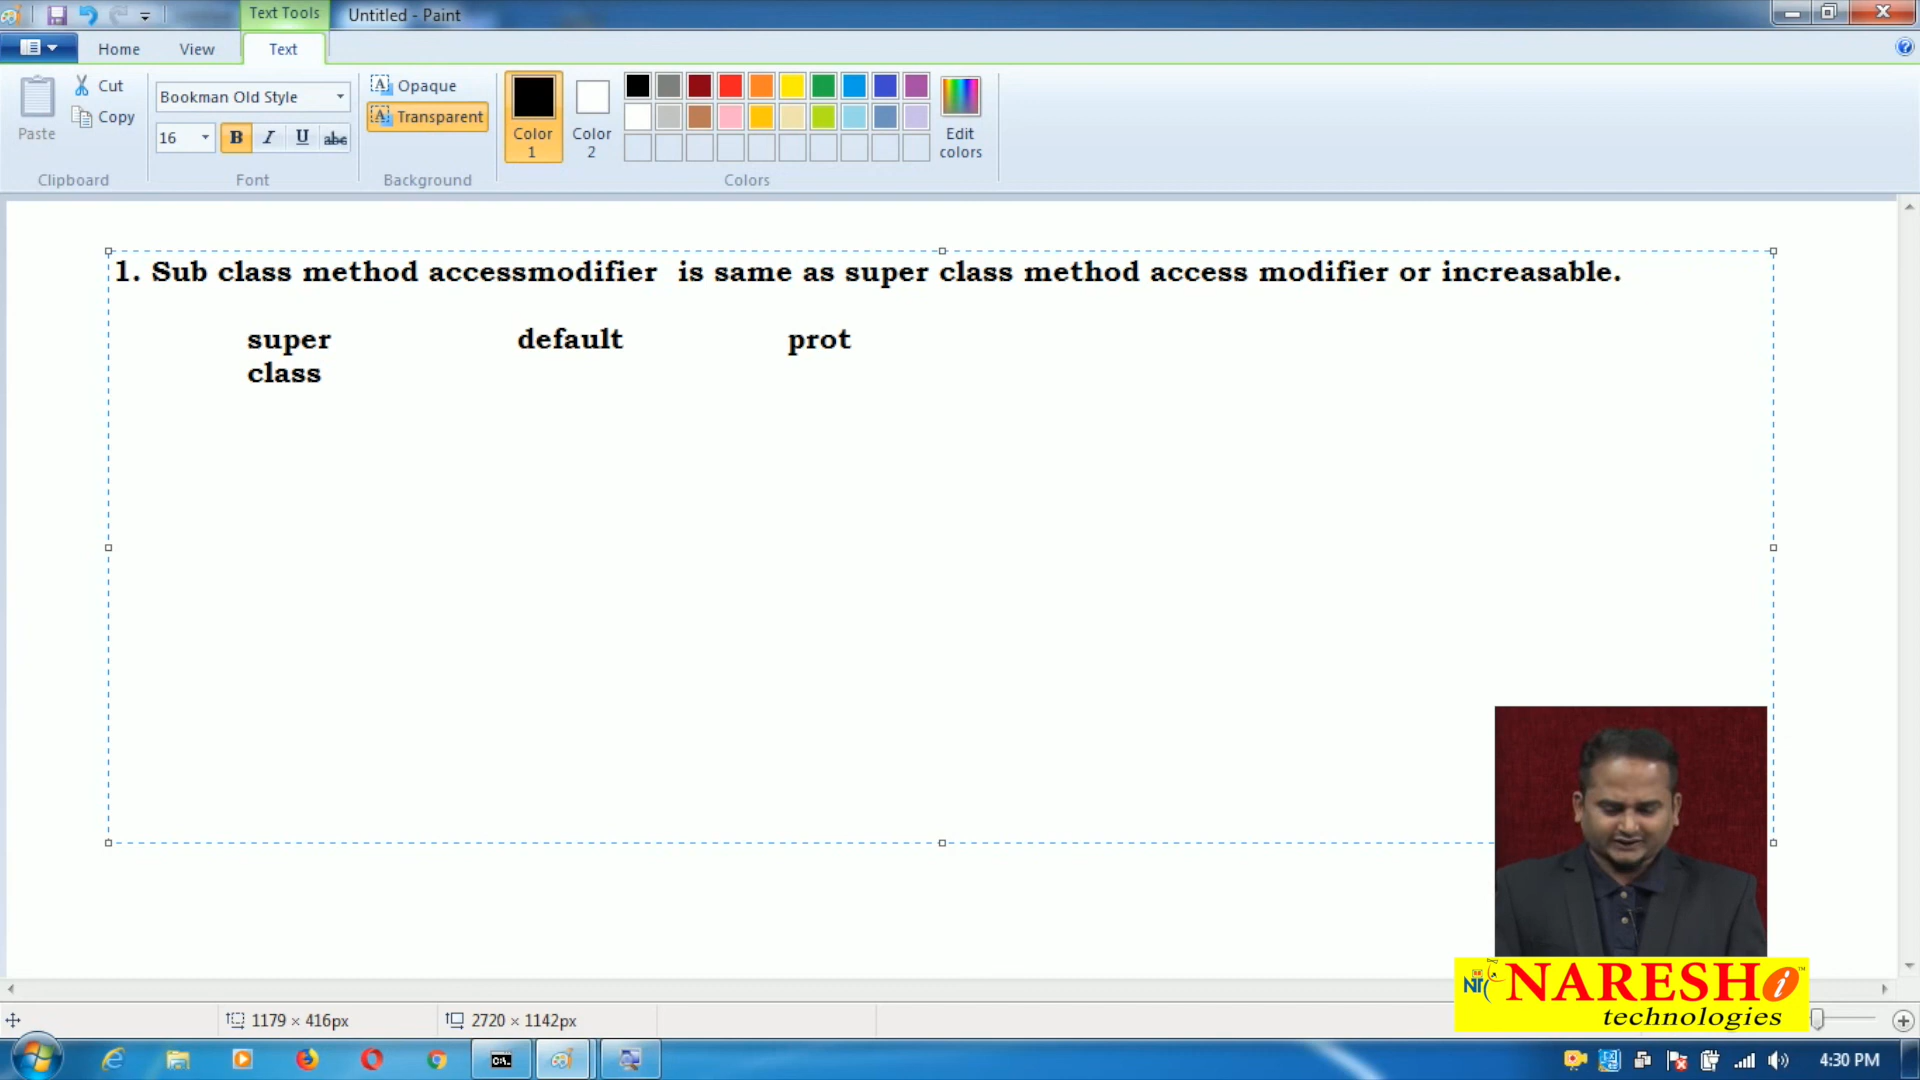 Text Tools
Untitled - Paint
Home
View
Text
Paste
Cut
Copy
Clipboard
Bookman Old Style
16
B
I
U
abc
Font
A Opaque
A Transparent
Background
Color
1
Color
2
Edit
colors
Colors
1. Sub class method accessmodifier is same as super class method access modifier or increasable.
super default prot
class
NARESH i
technologies
1179 × 416px
2720 × 1142px
C:\.
4:30 PM